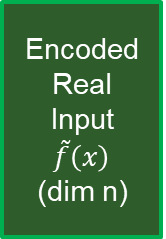 Encoded
Real
Input
f̃(x)
(dim n)